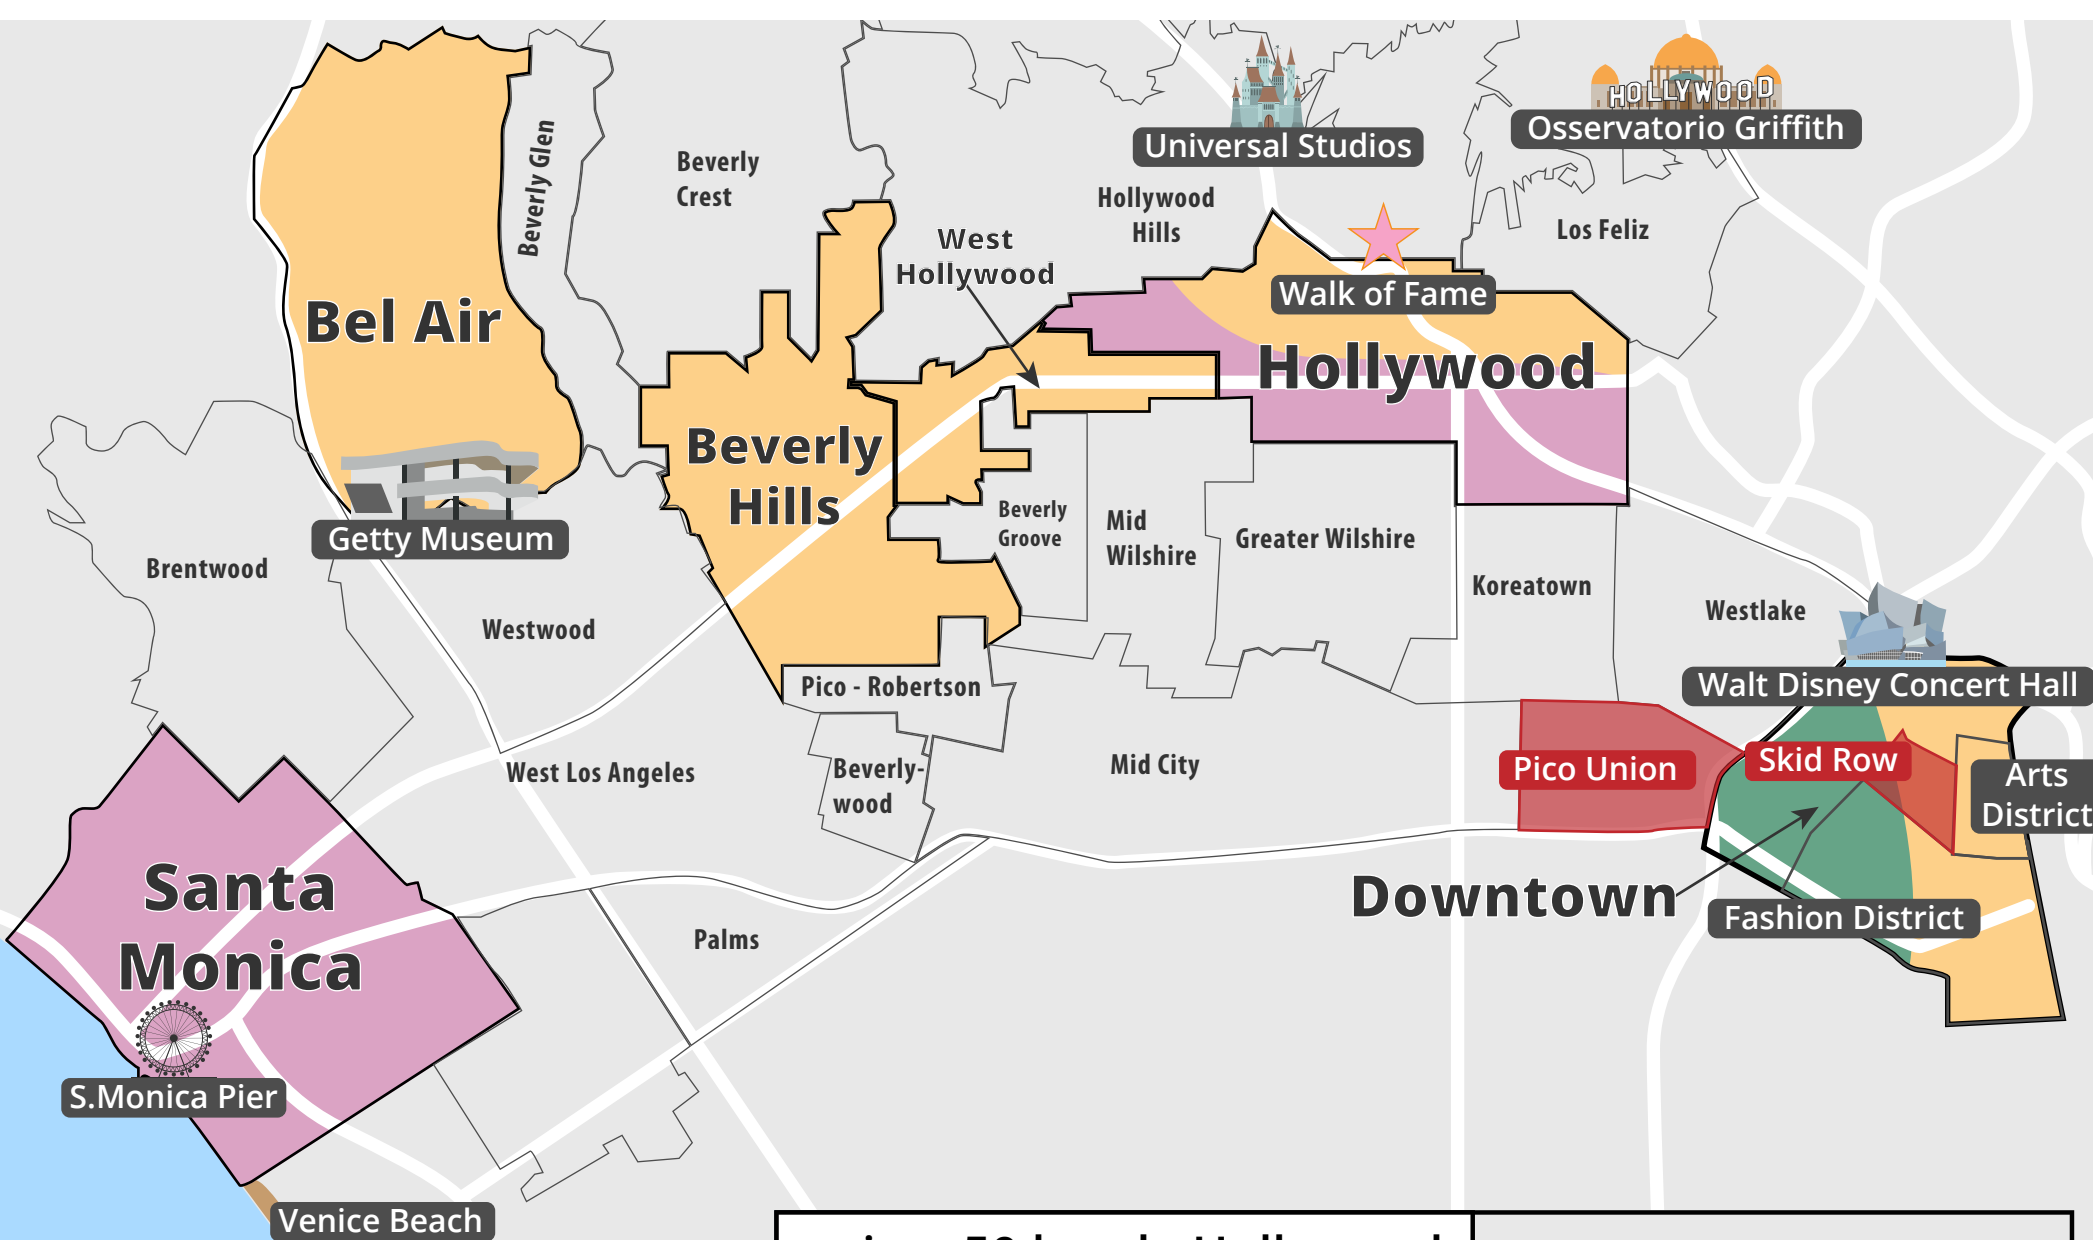 Universal Studios
HOLLYWOOD
Osservatorio Griffith
Beverly Glen
Beverly
Crest
Hollywood
Hills
West
Hollywood
Los Feliz
Walk of Fame
Bel Air
Hollywood
Beverly
Hills
Getty Museum
Beverly
Groove
Mid
Wilshire
Greater Wilshire
Brentwood
Koreatown
Westwood
Westlake
Pico - Robertson
Walt Disney Concert Hall
West Los Angeles
Beverly-
wood
Mid City
Pico Union
Skid Row
Arts
District
Santa
Monica
Downtown
Fashion District
Palms
S.Monica Pier
Venice Beach